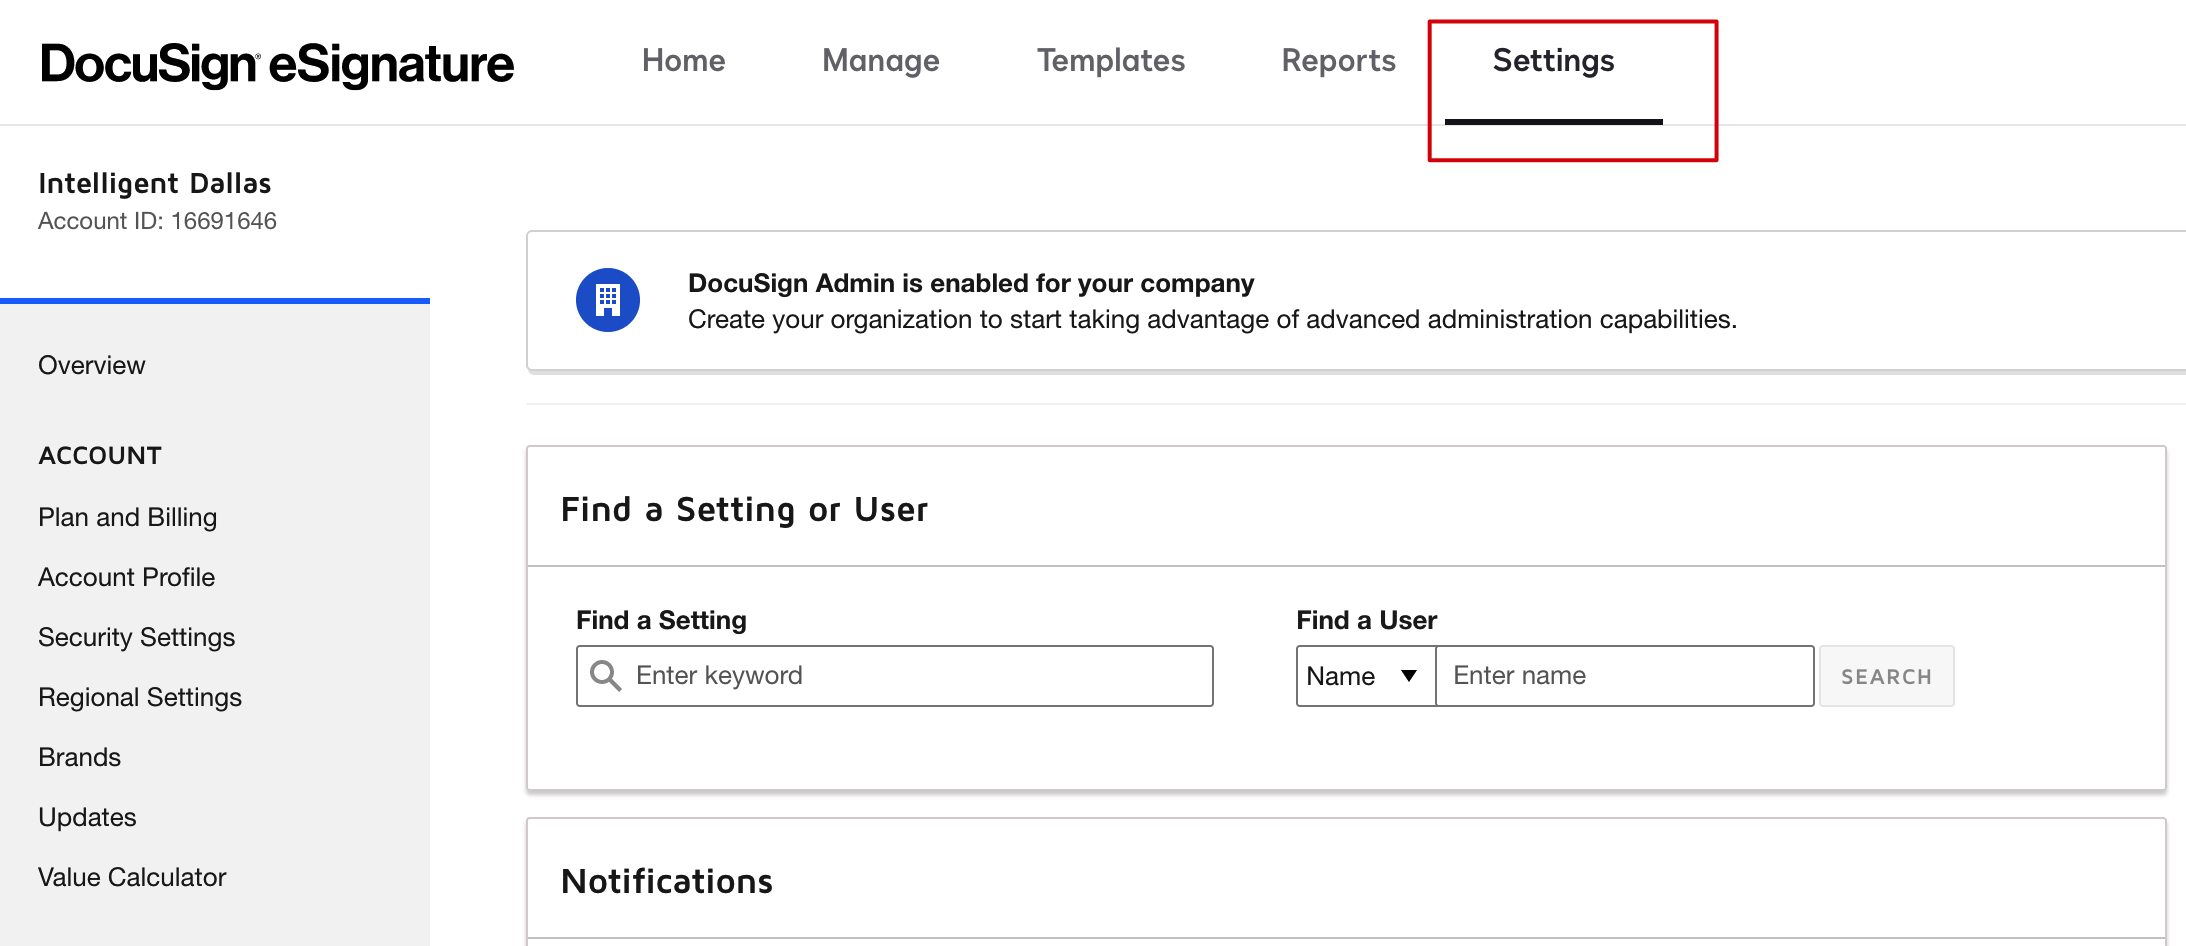 DocuSign® eSignature
Home
Manage
Templates
Reports
Settings
Intelligent Dallas
Account ID: 16691646
Overview
ACCOUNT
Plan and Billing
Account Profile
Security Settings
Regional Settings
Brands
Updates
Value Calculator
DocuSign Admin is enabled for your company
Create your organization to start taking advantage of advanced administration capabilities.
Find a Setting or User
Find a Setting
Enter keyword
Find a User
Name
Enter name
SEARCH
Notifications